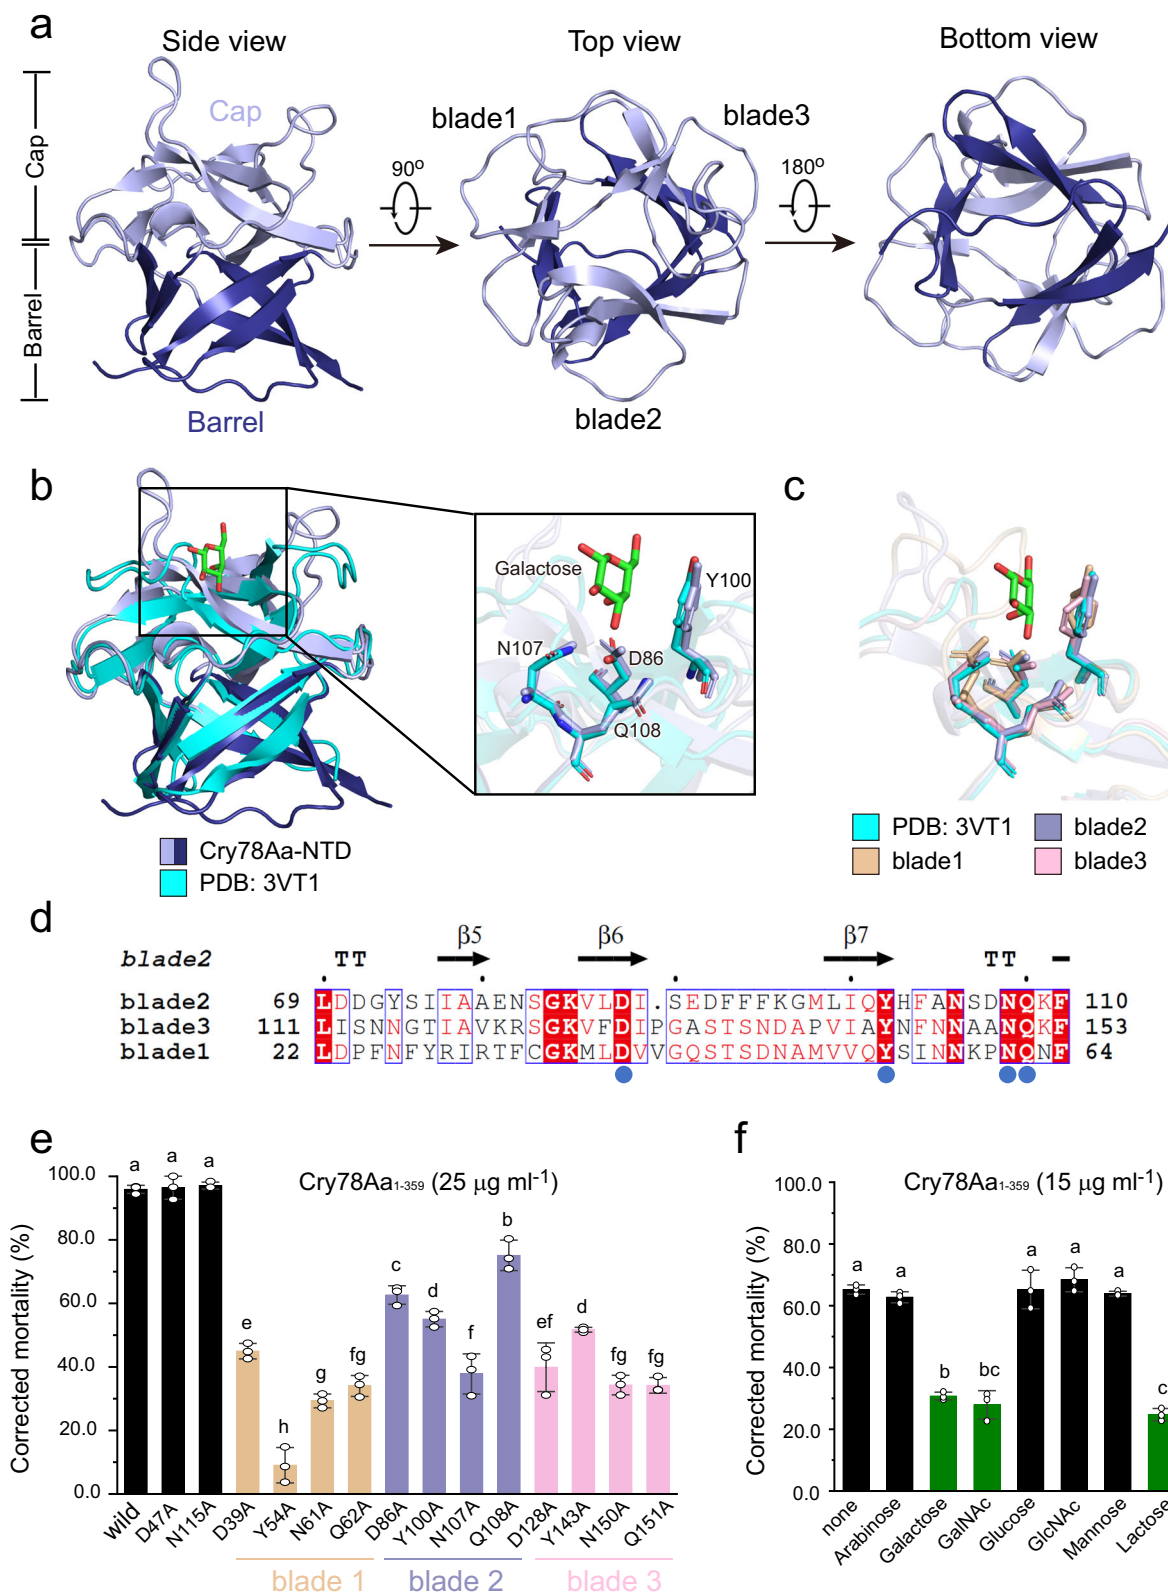 a
Side view
Top view
Bottom view
Cap
Cap
Barrel
Barrel
blade1
blade3
blade2
90º
180º
b
c
Galactose
Y100
N107
D86
Q108
Cry78Aa-NTD
PDB: 3VT1
PDB: 3VT1
blade2
blade1
blade3
d
blade2 TT β5 β6 β7 TT
blade2 69 LDDGYSIIAAENSGKVLDI.SEDFFFKGMLIQYHFANSDNQKF 110
blade3 111 LISNNGTIAVKRSGKVFDIPGASTSNDAPVIAYNFNNAANQKF 153
blade1 22 LDPFNFYRIRTFCGKMLDVVGQSTSDNAMVVQYSINNKPNQNF 64
e
Cry78Aa1-359 (25 μg ml-1)
Corrected mortality (%)
100.0
80.0
60.0
40.0
20.0
0.0
a a a e h g fg c d f b ef d fg fg
wild D47A N115A D39A Y54A N61A Q62A D86A Y100A N107A Q108A D128A Y143A N150A Q151A
blade 1 blade 2 blade 3
f
Cry78Aa1-359 (15 μg ml-1)
Corrected mortality (%)
100.0
80.0
60.0
40.0
20.0
0.0
a a b bc a a a c
none Arabinose Galactose GalNAc Glucose GlcNAc Mannose Lactose